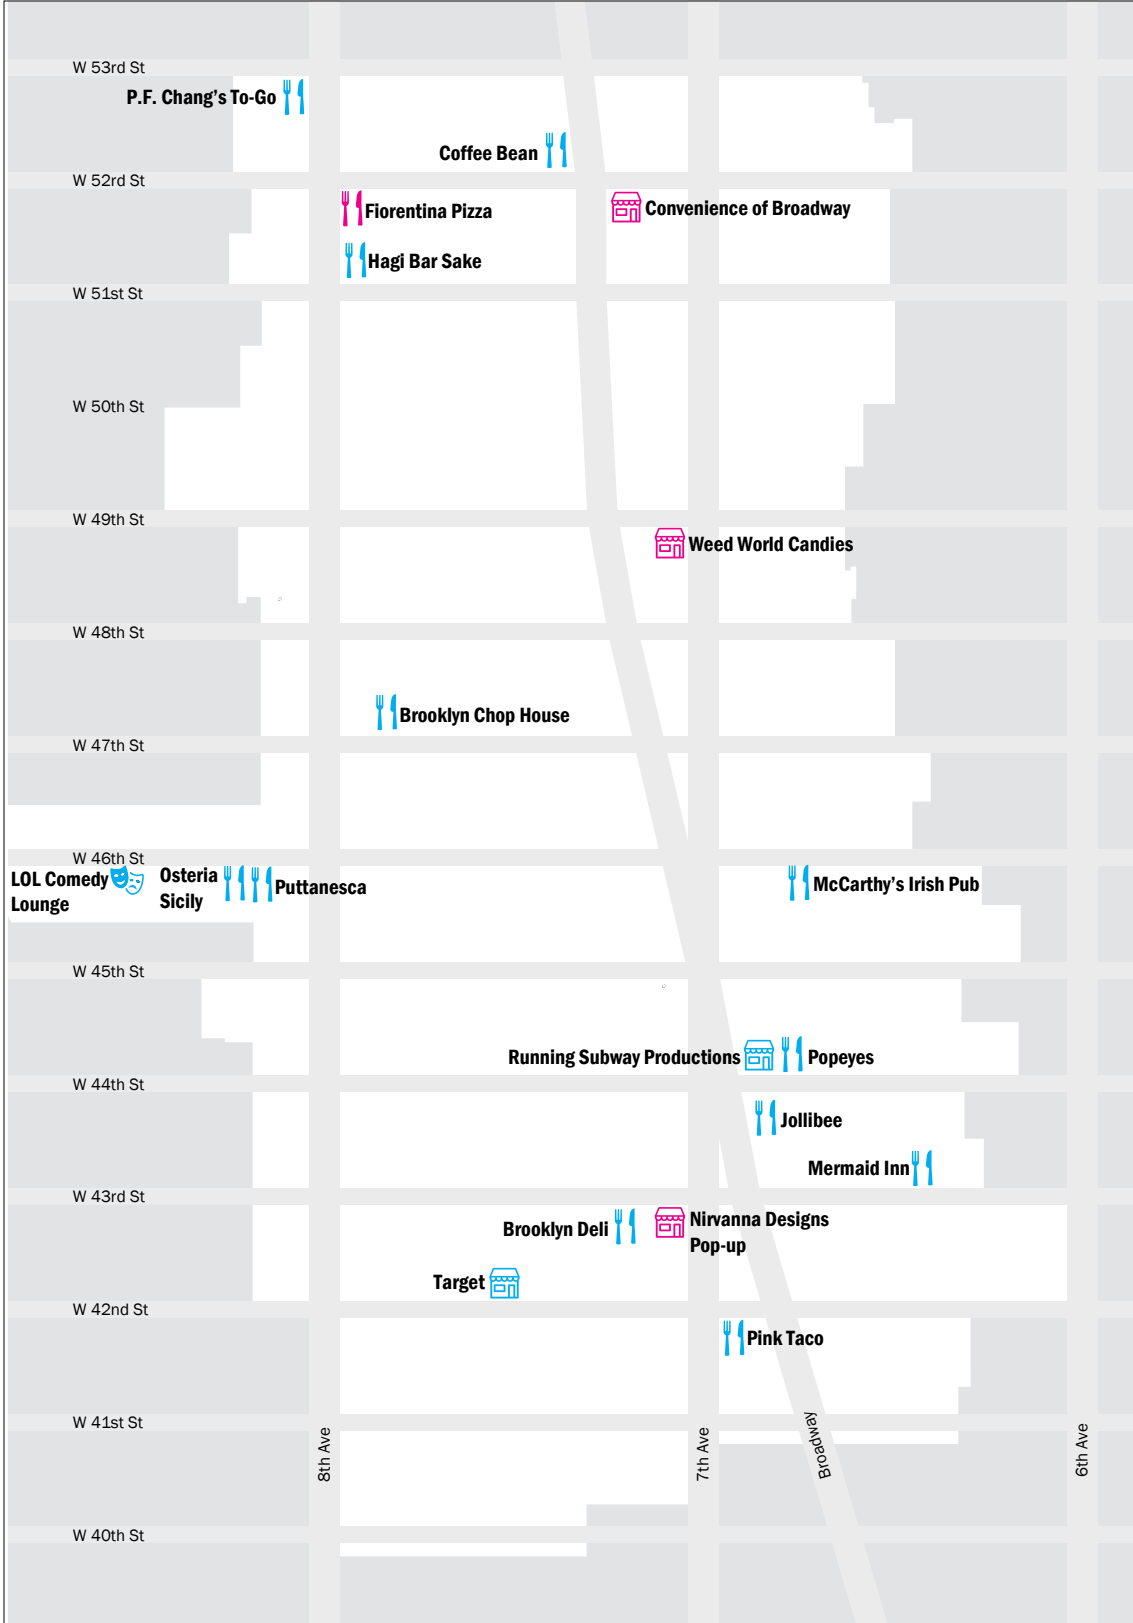 W 53rd St
P.F. Chang's To-Go
Coffee Bean
W 52rd St
Fiorentina Pizza
Convenience of Broadway
Hagi Bar Sake
W 51st St
W 50th St
W 49th St
Weed World Candies
W 48th St
Brooklyn Chop House
W 47th St
W 46th St
LOL Comedy
Lounge
Osteria
Sicily
Puttanesca
McCarthy's Irish Pub
W 45th St
Running Subway Productions
Popeyes
W 44th St
Jollibee
Mermaid Inn
W 43rd St
Brooklyn Deli
Nirvanna Designs
Pop-up
Target
W 42nd St
Pink Taco
W 41st St
8th Ave
7th Ave
Broadway
6th Ave
W 40th St